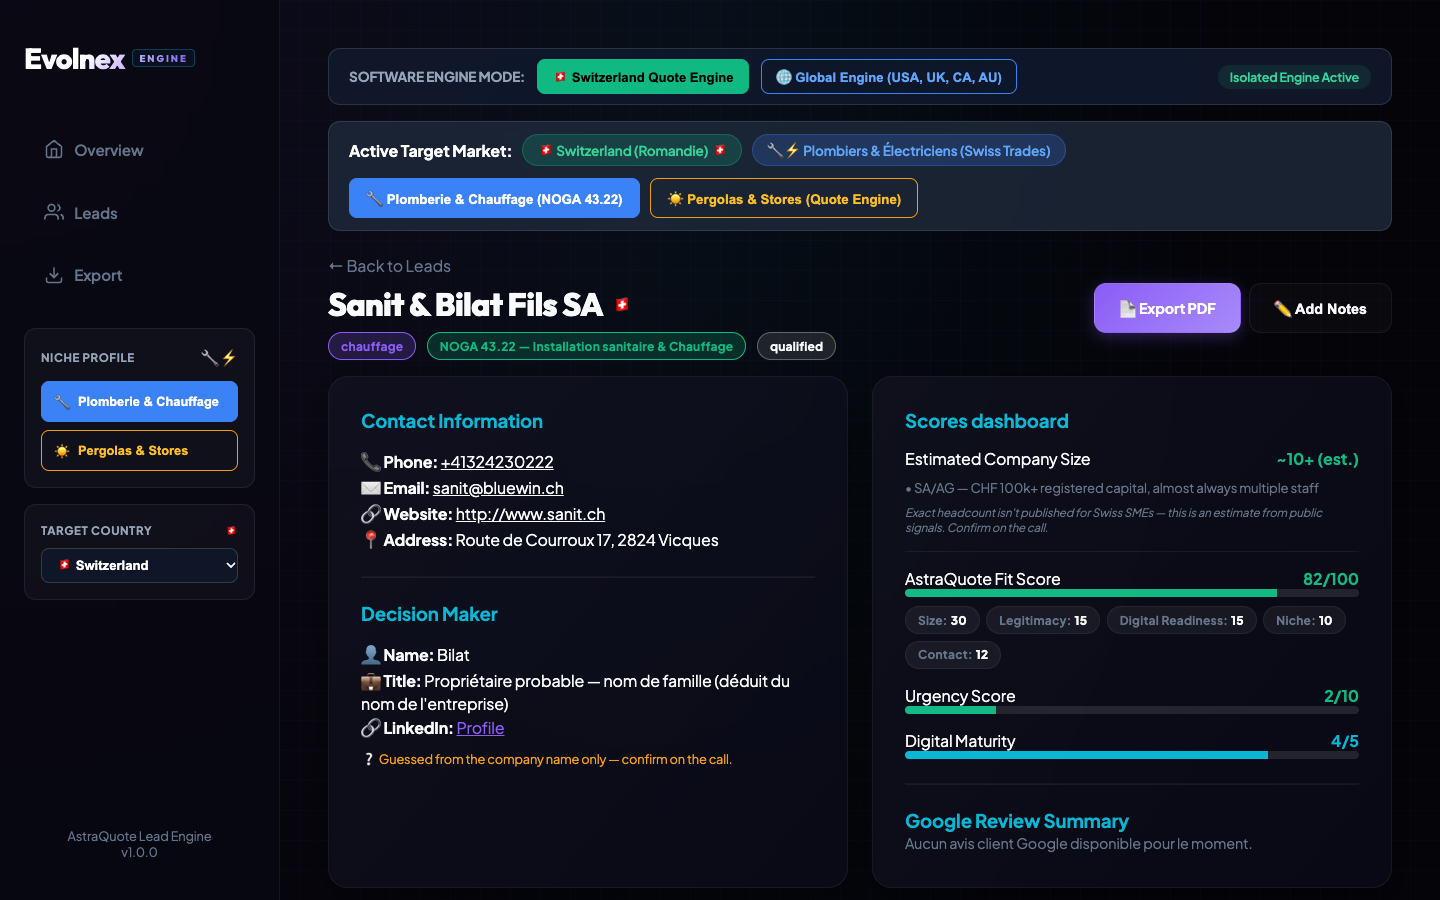 Evolnex ENGINE
Overview
Leads
Export
NICHE PROFILE
Plomberie & Chauffage
Pergolas & Stores
TARGET COUNTRY
Switzerland
AstraQuote Lead Engine
v1.0.0
SOFTWARE ENGINE MODE: Switzerland Quote Engine Global Engine (USA, UK, CA, AU) Isolated Engine Active
Active Target Market: Switzerland (Romandie) Plombiers & Électriciens (Swiss Trades)
Plomberie & Chauffage (NOGA 43.22) Pergolas & Stores (Quote Engine)
← Back to Leads
Sanit & Bilat Fils SA
Export PDF Add Notes
chauffage NOGA 43.22 — Installation sanitaire & Chauffage qualified
Contact Information
Phone: +41324230222
Email: sanit@bluewin.ch
Website: http://www.sanit.ch
Address: Route de Courroux 17, 2824 Vicques
Decision Maker
Name: Bilat
Title: Propriétaire probable — nom de famille (déduit du
nom de l'entreprise)
LinkedIn: Profile
? Guessed from the company name only — confirm on the call.
Scores dashboard
Estimated Company Size ~10+ (est.)
• SA/AG — CHF 100k+ registered capital, almost always multiple staff
Exact headcount isn't published for Swiss SMEs — this is an estimate from public
signals. Confirm on the call.
AstraQuote Fit Score 82/100
Size: 30 Legitimacy: 15 Digital Readiness: 15 Niche: 10
Contact: 12
Urgency Score 2/10
Digital Maturity 4/5
Google Review Summary
Aucun avis client Google disponible pour le moment.